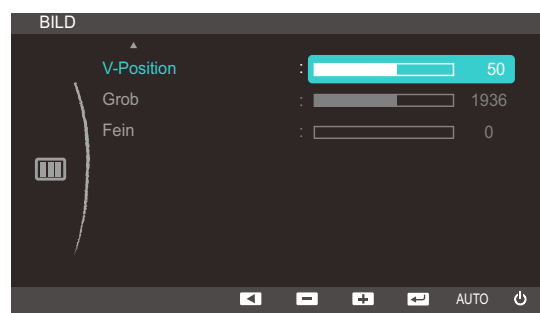 BILD
V-Position : 50
Grob : 1936
Fein : 0
AUTO